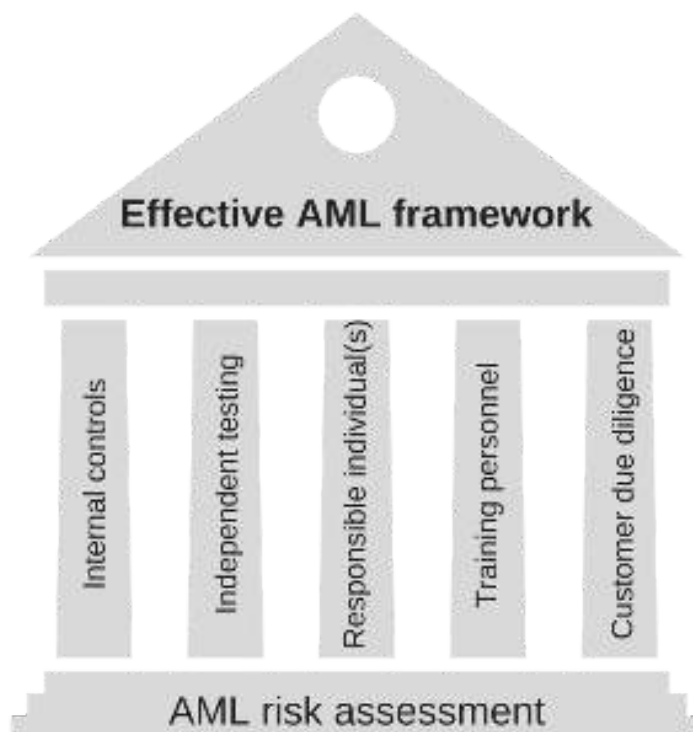 Effective AML framework
Internal controls
Independent testing
Responsible individual(s)
Training personnel
Customer due diligence
AML risk assessment